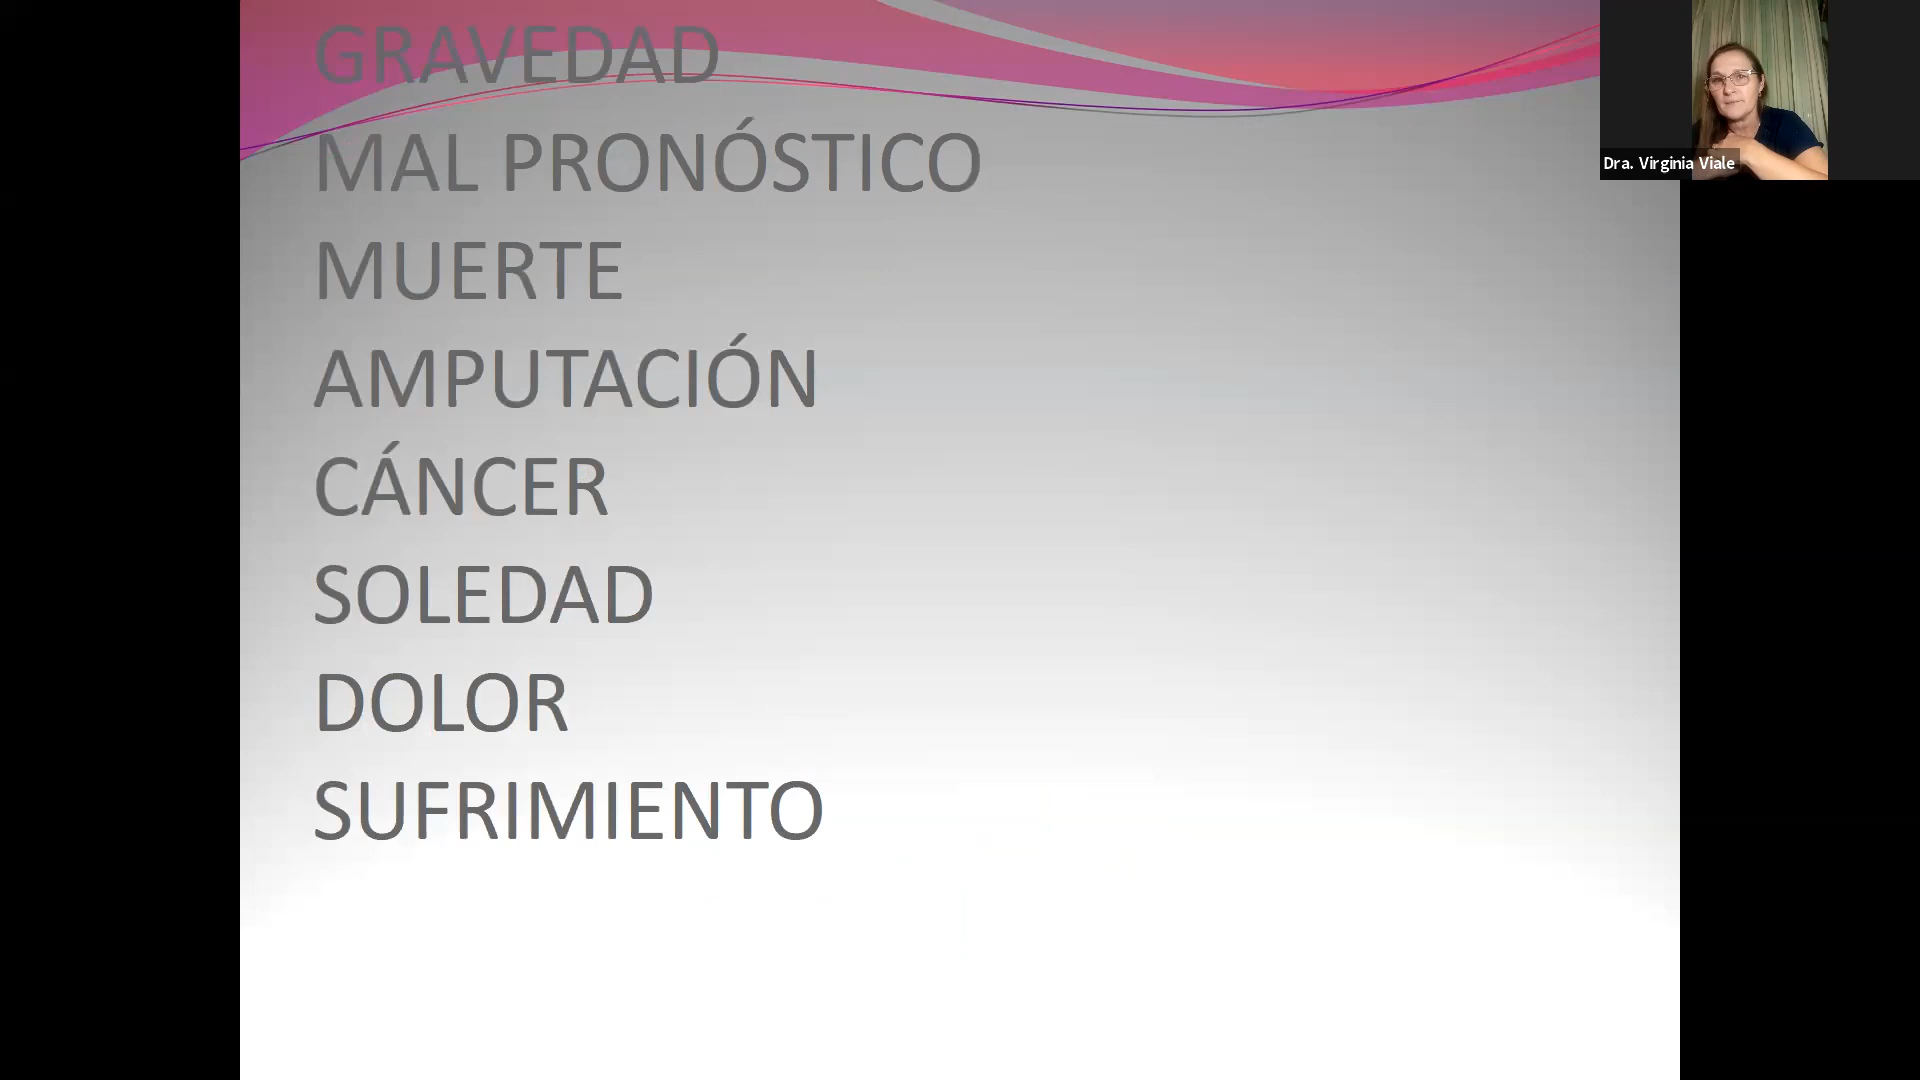 GRAVEDAD
MAL PRONÓSTICO
MUERTE
AMPUTACIÓN
CÁNCER
SOLEDAD
DOLOR
SUFRIMIENTO
Dra. Virginia Viale